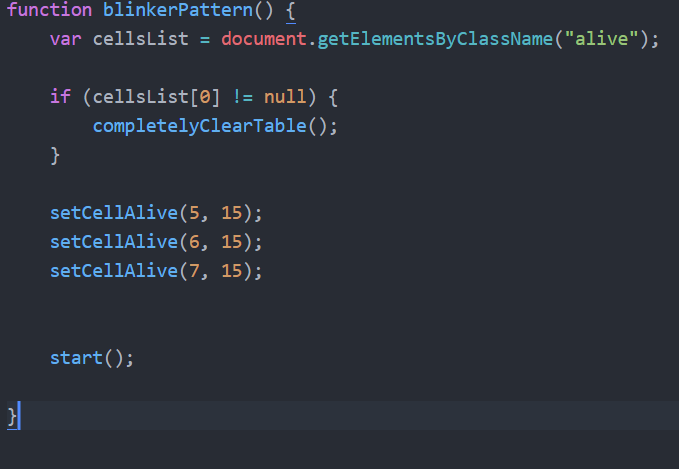 function blinkerPattern() {
    var cellsList = document.getElementsByClassName("alive");
    if (cellsList[0] != null) {
        completelyClearTable();
    }
    setCellAlive(5, 15);
    setCellAlive(6, 15);
    setCellAlive(7, 15);
    start();
}